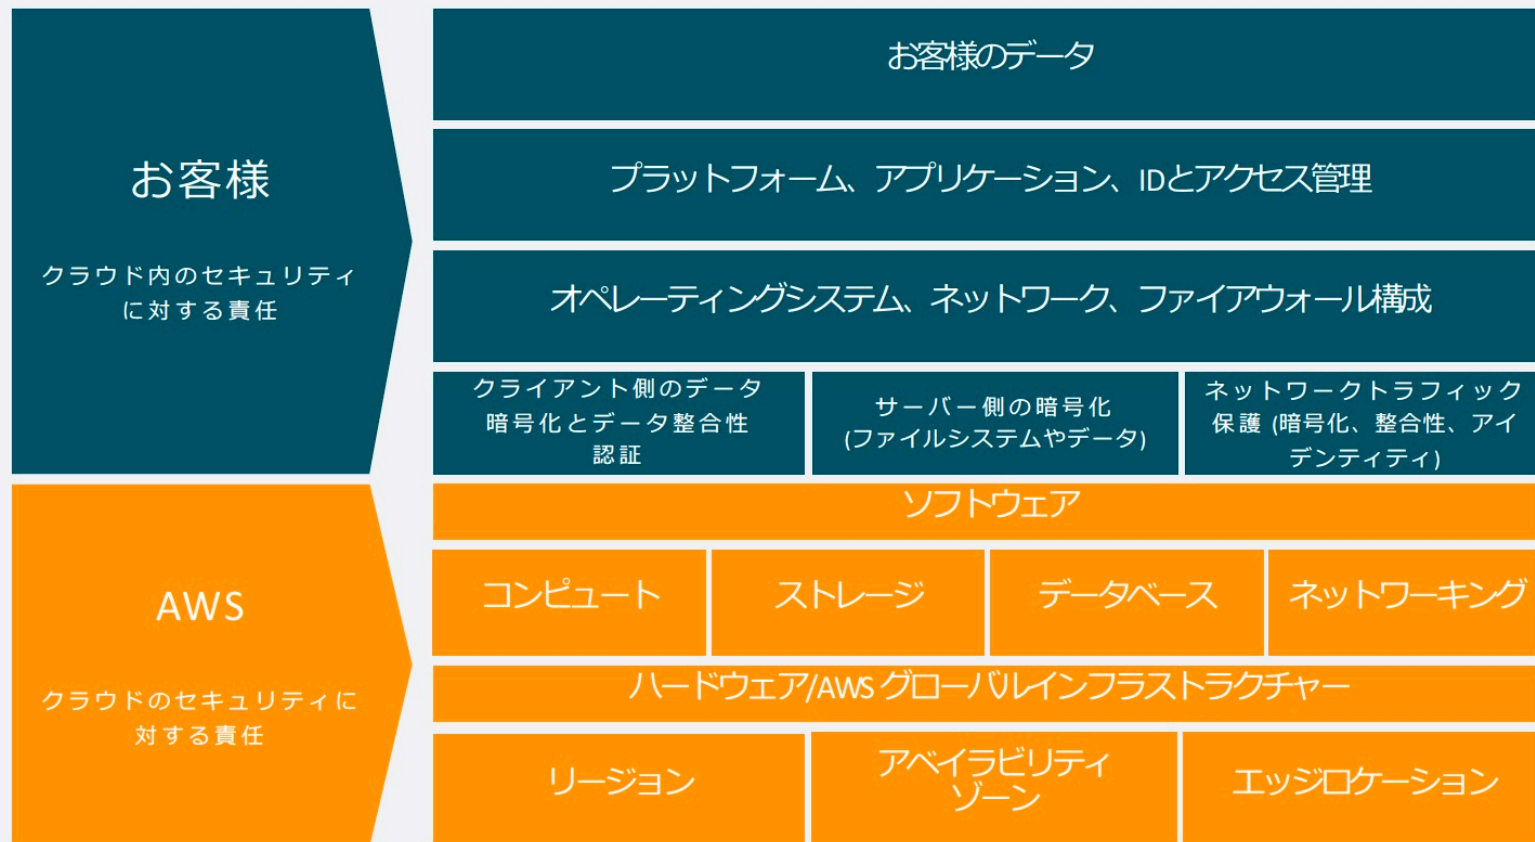 お客様
クラウド内のセキュリティ
に対する責任
お客様のデータ
プラットフォーム、アプリケーション、IDとアクセス管理
オペレーティングシステム、ネットワーク、ファイアウォール構成
クライアント側のデータ
暗号化とデータ整合性
認証
サーバー側の暗号化
(ファイルシステムやデータ)
ネットワークトラフィック
保護 (暗号化、整合性、アイ
デンティティ)
AWS
クラウドのセキュリティに
対する責任
ソフトウェア
コンピュート
ストレージ
データベース
ネットワーキング
ハードウェア/AWS グローバルインフラストラクチャー
リージョン
アベイラビリティ
ゾーン
エッジロケーション